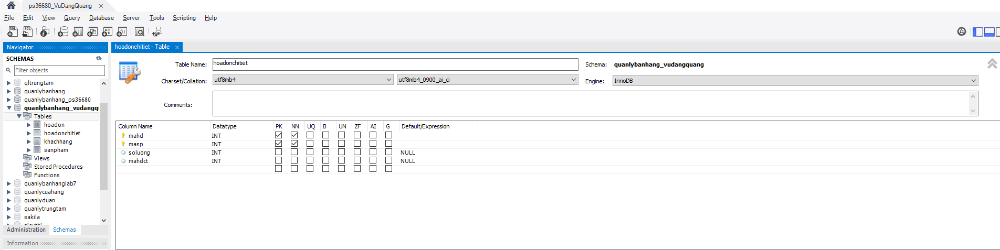 ps36680_VuDangQuang
File Edit View Query Database Server Tools Scripting Help
Navigator
SCHEMAS
Filter objects
qltrungtam
quanlybanhang
quanlybanhang_ps36680
quanlybanhang_vudangqu
Tables
hoadon
hoadonchitiet
khachhang
sanpham
Views
Stored Procedures
Functions
quanlybanhanglab7
quanlycuahang
quanlyduan
quanlytrungtam
sakila
Administration Schemas
Information
hoadonchitiet - Table
Table Name: hoadonchitiet Schema: quanlybanhang_vudangquang
Charset/Collation: utf8mb4 utf8mb4_0900_ai_ci Engine: InnoDB
Comments:
Column Name Datatype PK NN UQ B UN ZF AI G Default/Expression
mahd INT
masp INT
soluong INT NULL
mahdct INT NULL